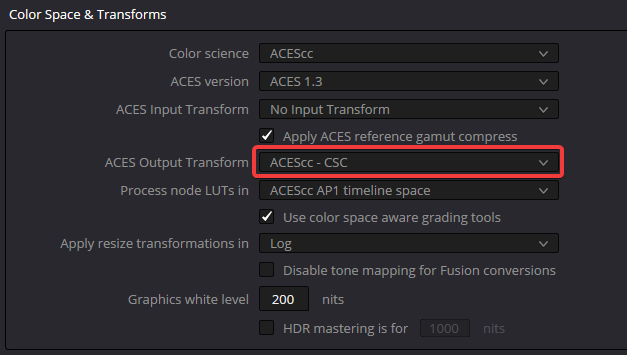 Color Space & Transforms
Color science ACEScc
ACES version ACES 1.3
ACES Input Transform No Input Transform
Apply ACES reference gamut compress
ACES Output Transform ACEScc - CSC
Process node LUTs in ACEScc AP1 timeline space
Use color space aware grading tools
Apply resize transformations in Log
Disable tone mapping for Fusion conversions
Graphics white level 200 nits
HDR mastering is for 1000 nits